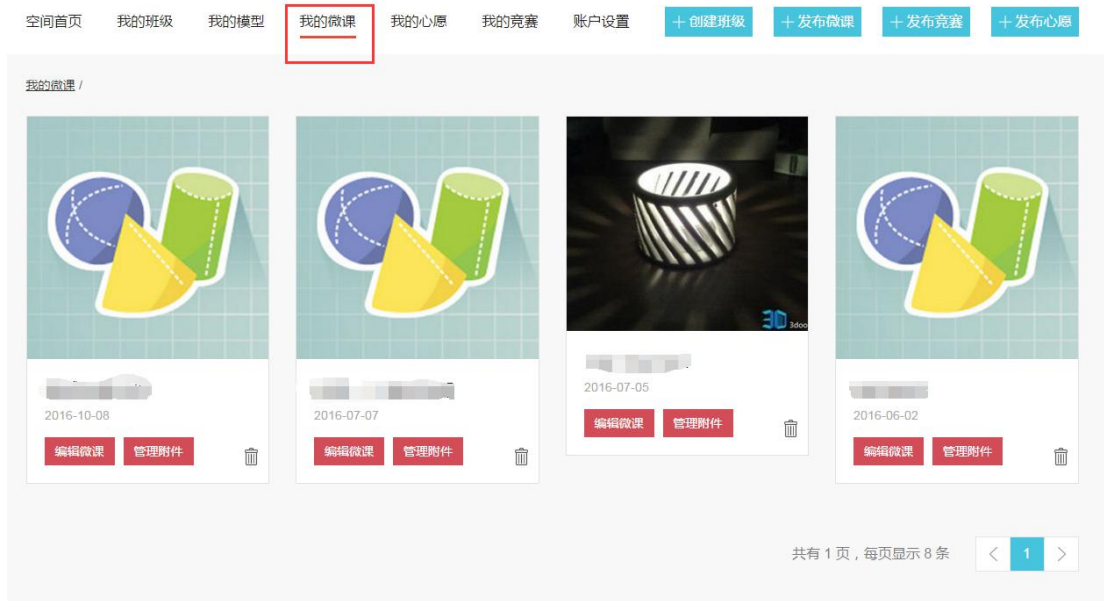 空间首页 我的班级 我的模型 我的微课 我的心愿 我的竞赛 账户设置 +创建班级 +发布微课 +发布竞赛 +发布心愿
我的微课 /
3D 3doo
2016-10-08
编辑微课 管理附件
2016-07-07
编辑微课 管理附件
2016-07-05
编辑微课 管理附件
2016-06-02
编辑微课 管理附件
共有 1 页，每页显示 8 条 < 1 >